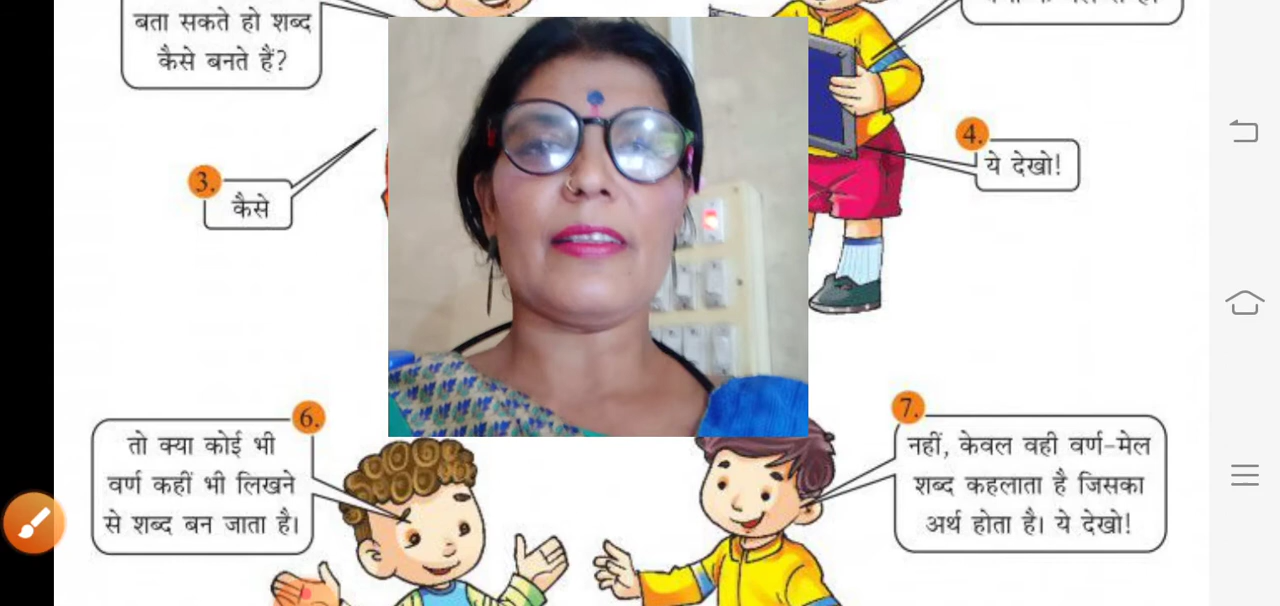 बता सकते हो शब्द
कैसे बनते हैं?
3.
कैसे
4.
ये देखो!
6.
तो क्या कोई भी
वर्ण कहीं भी लिखने
से शब्द बन जाता है।
7.
नहीं, केवल वही वर्ण-मेल
शब्द कहलाता है जिसका
अर्थ होता है। ये देखो!